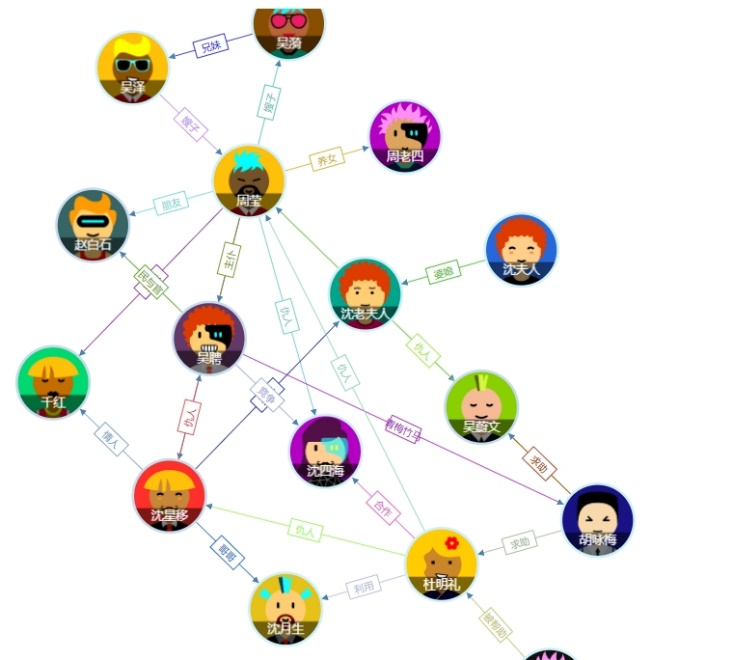 吴漪
兄妹
吴泽
嫂子
嫂子
周老四
养女
周莹
朋友
赵白石
沈夫人
婆媳
主仆
民与官
沈老夫人
仇人
吴聘
仇人
仇人
千红
竞争
吴蔚文
青梅竹马
仇人
情人
沈四海
求助
沈星移
合作
胡咏梅
仇人
求助
哥哥
杜明礼
利用
沈月生
被帮助